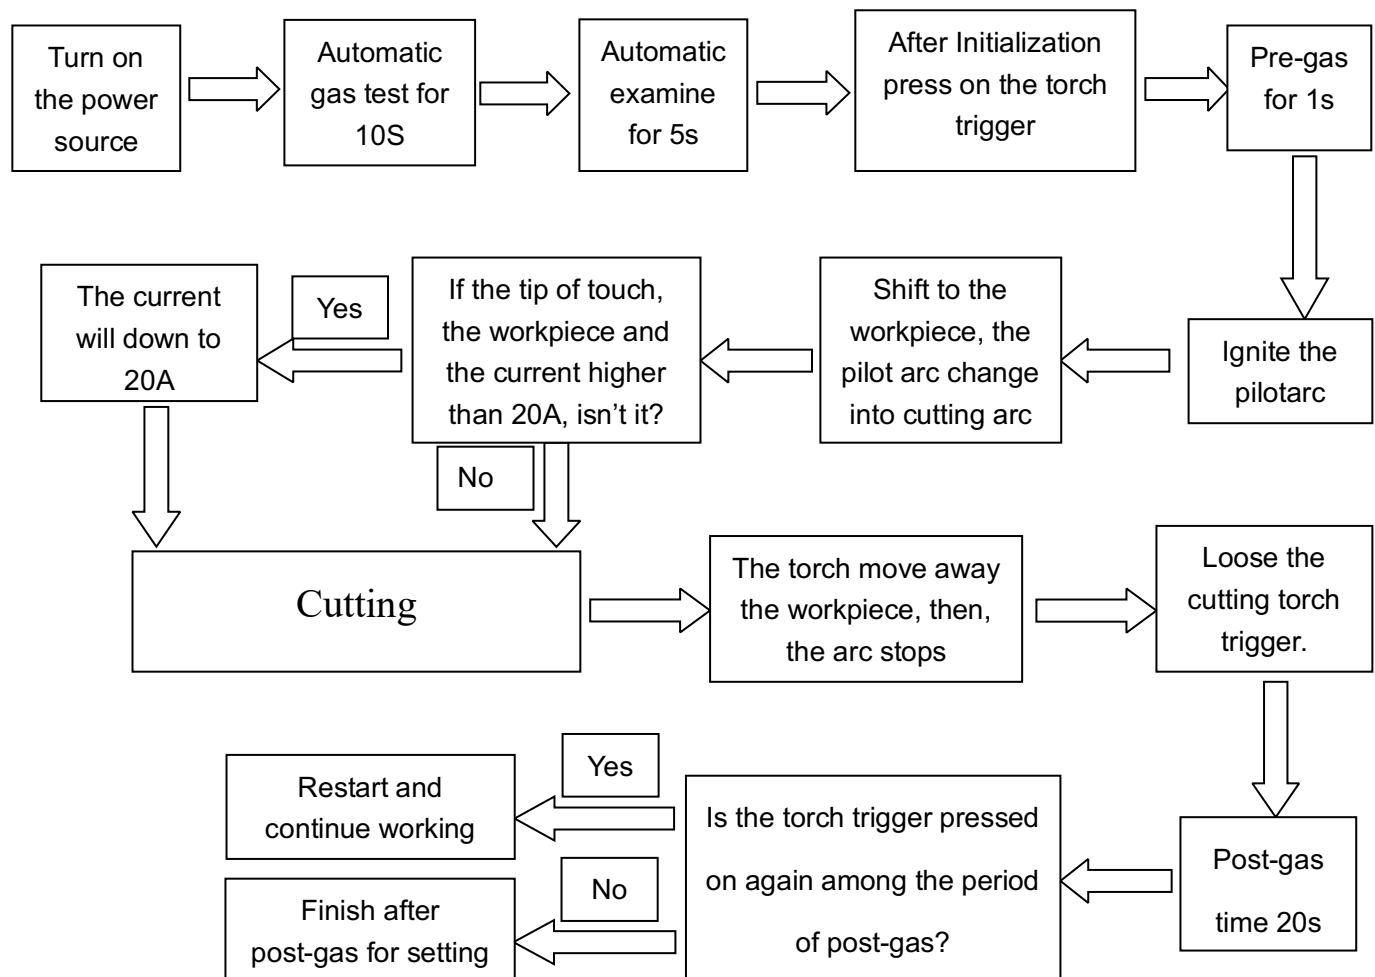 Turn on
the power
source
Automatic
gas test for
10S
Automatic
examine
for 5s
After Initialization
press on the torch
trigger
Pre-gas
for 1s
Ignite the
pilotarc
Shift to the
workpiece, the
pilot arc change
into cutting arc
If the tip of touch,
the workpiece and
the current higher
than 20A, isn’t it?
Yes
The current
will down to
20A
No
Cutting
The torch move away
the workpiece, then,
the arc stops
Loose the
cutting torch
trigger.
Post-gas
time 20s
Is the torch trigger pressed
on again among the period
of post-gas?
Yes
Restart and
continue working
No
Finish after
post-gas for setting